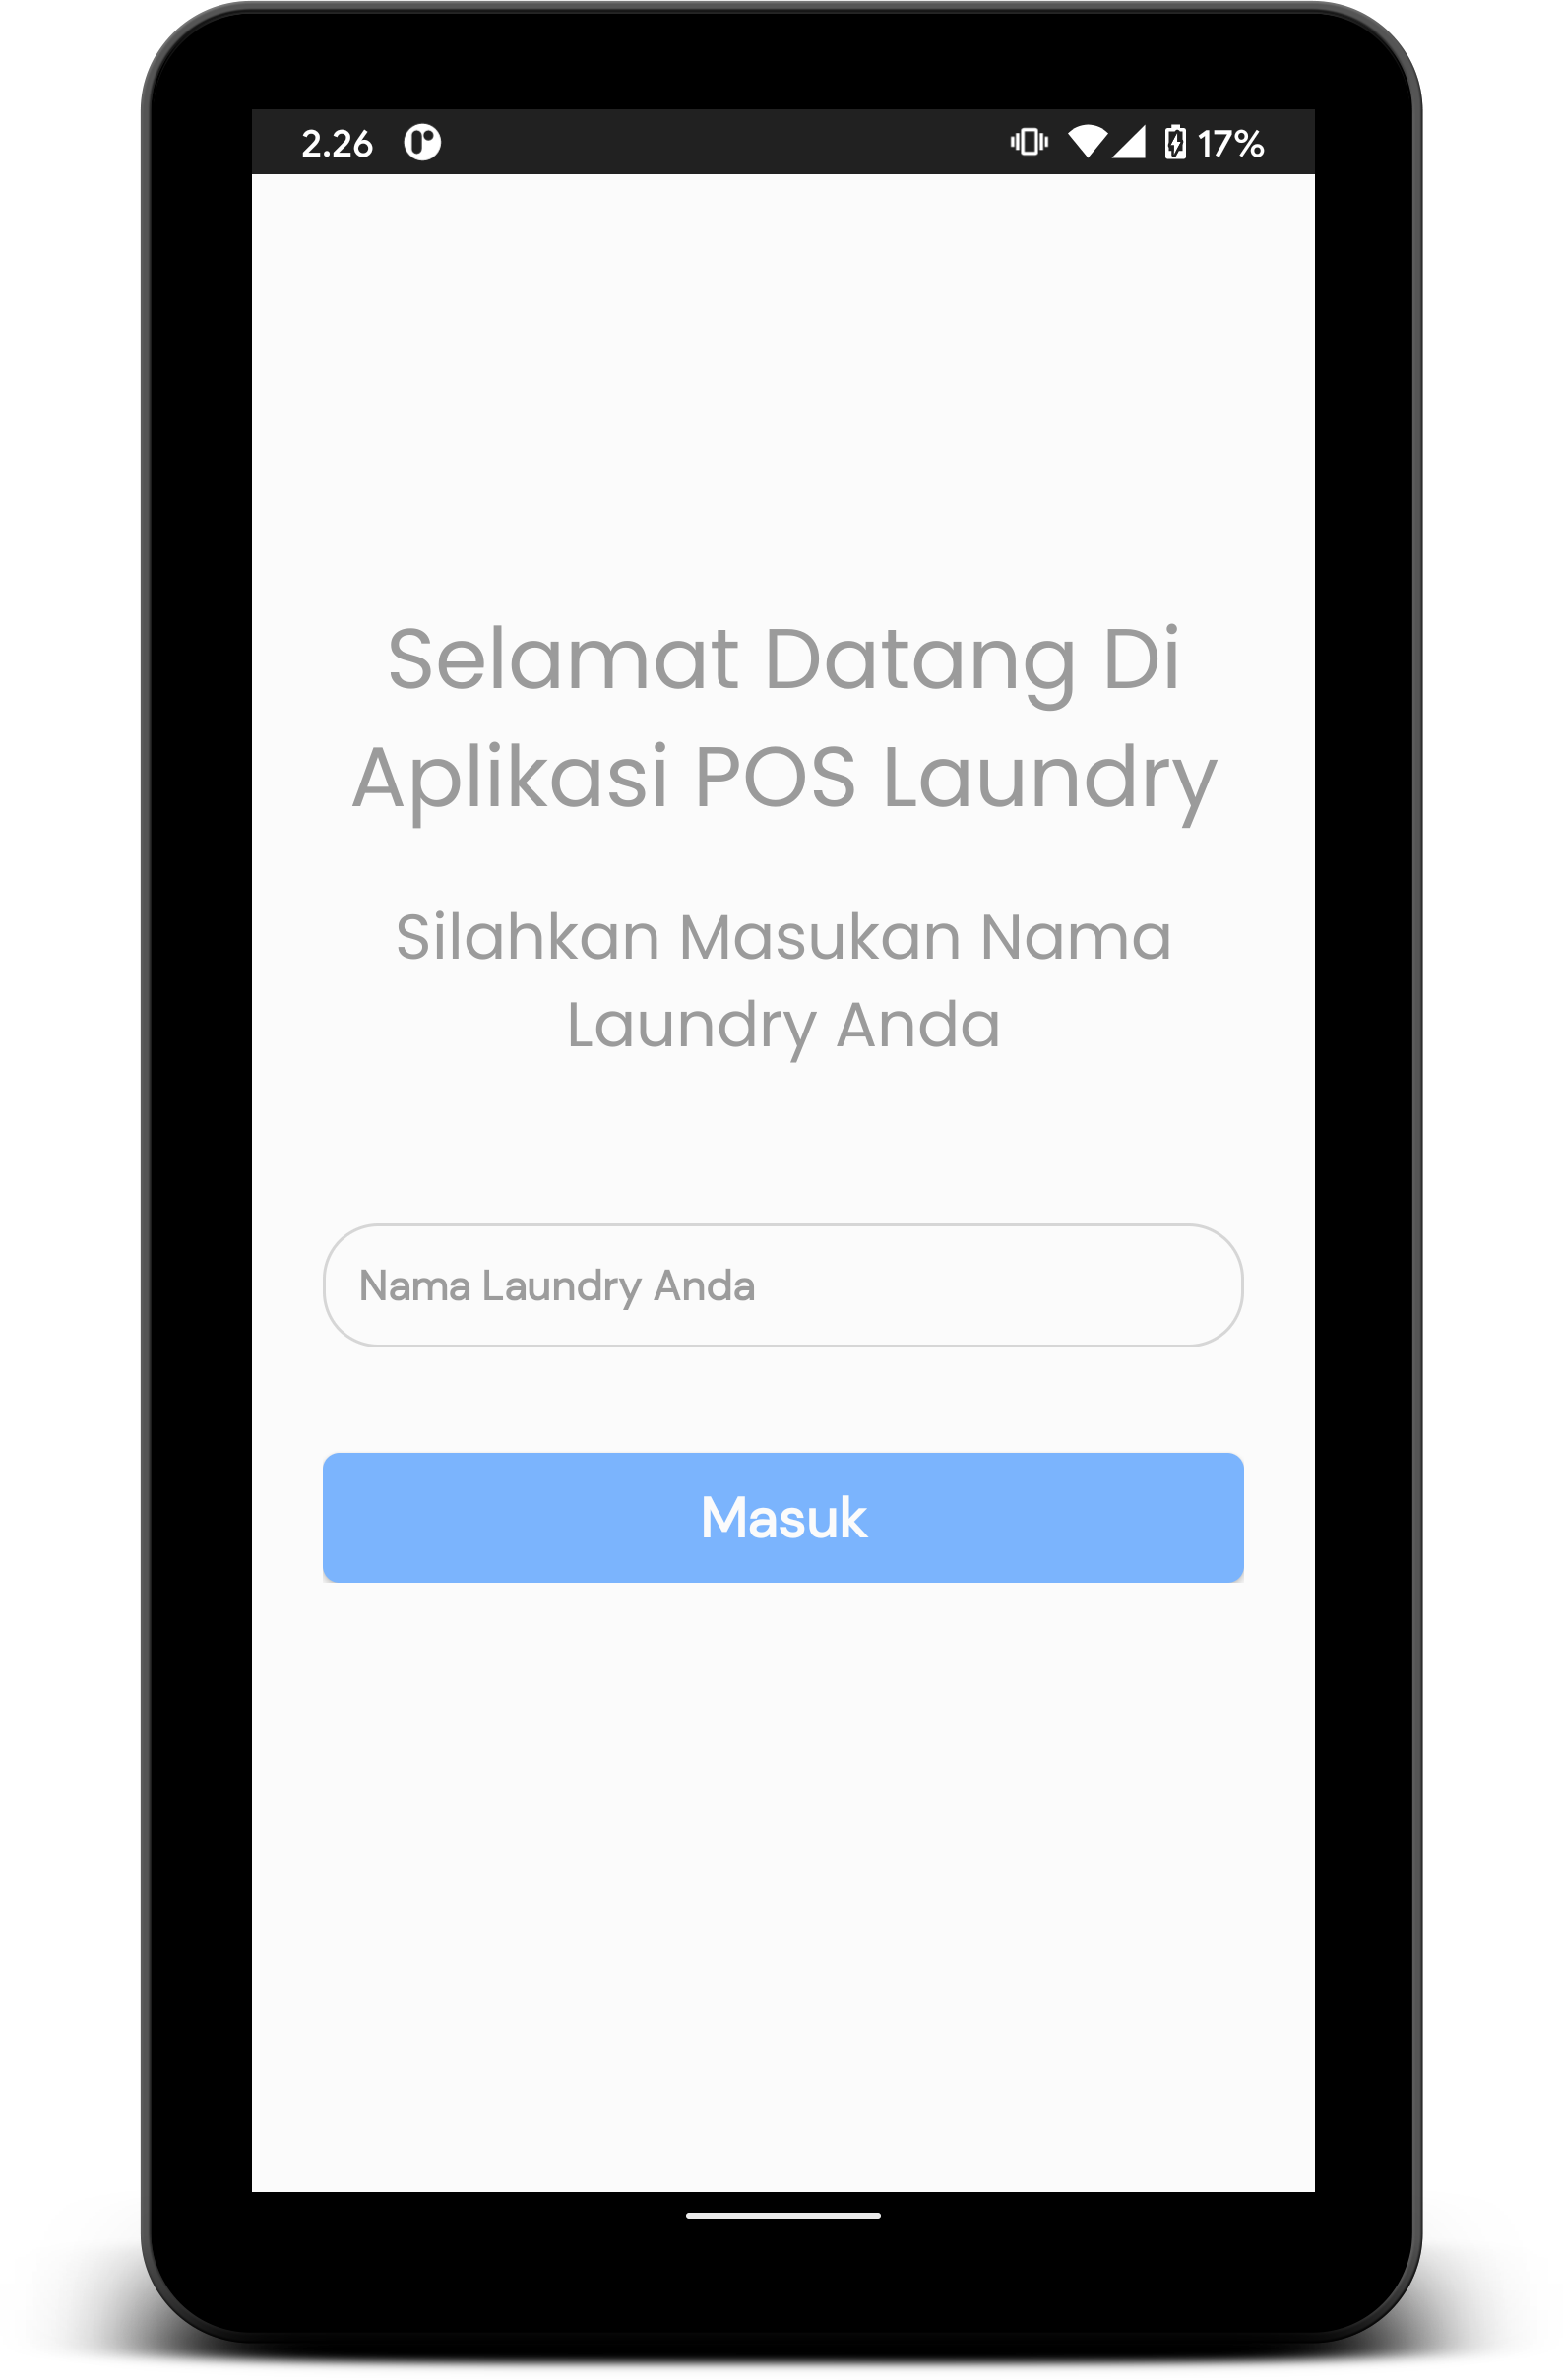 2.26 17%
Selamat Datang Di
Aplikasi POS Laundry
Silahkan Masukan Nama
Laundry Anda
Nama Laundry Anda
Masuk